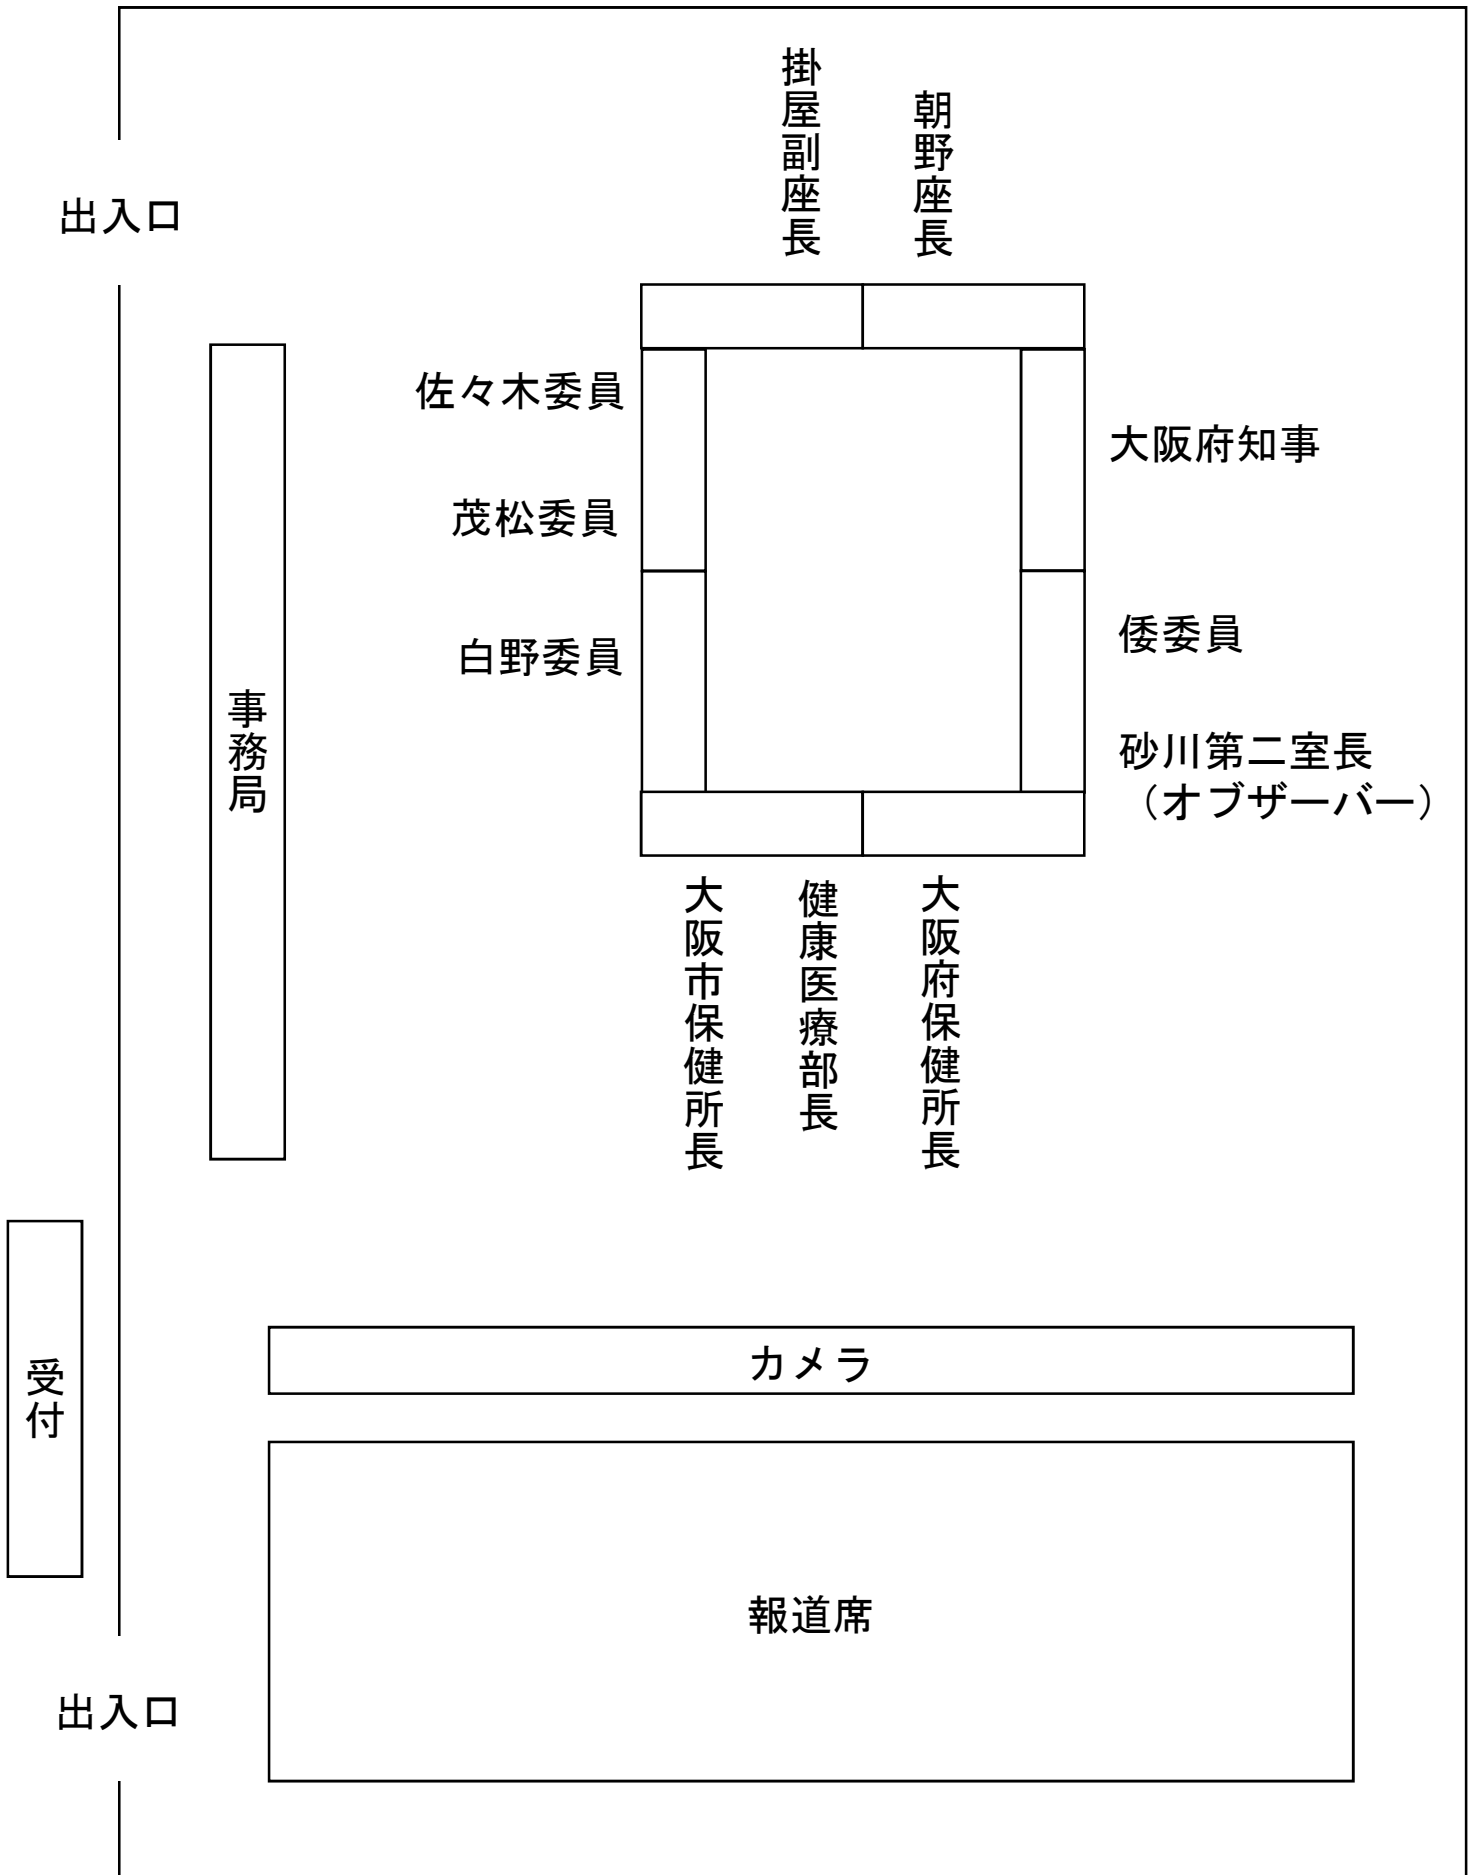 掛屋副座長
朝野座長
出入口
佐々木委員
大阪府知事
茂松委員
倭委員
白野委員
事務局
砂川第二室長
（オブザーバー）
大阪市保健所長
健康医療部長
大阪府保健所長
受付
カメラ
報道席
出入口